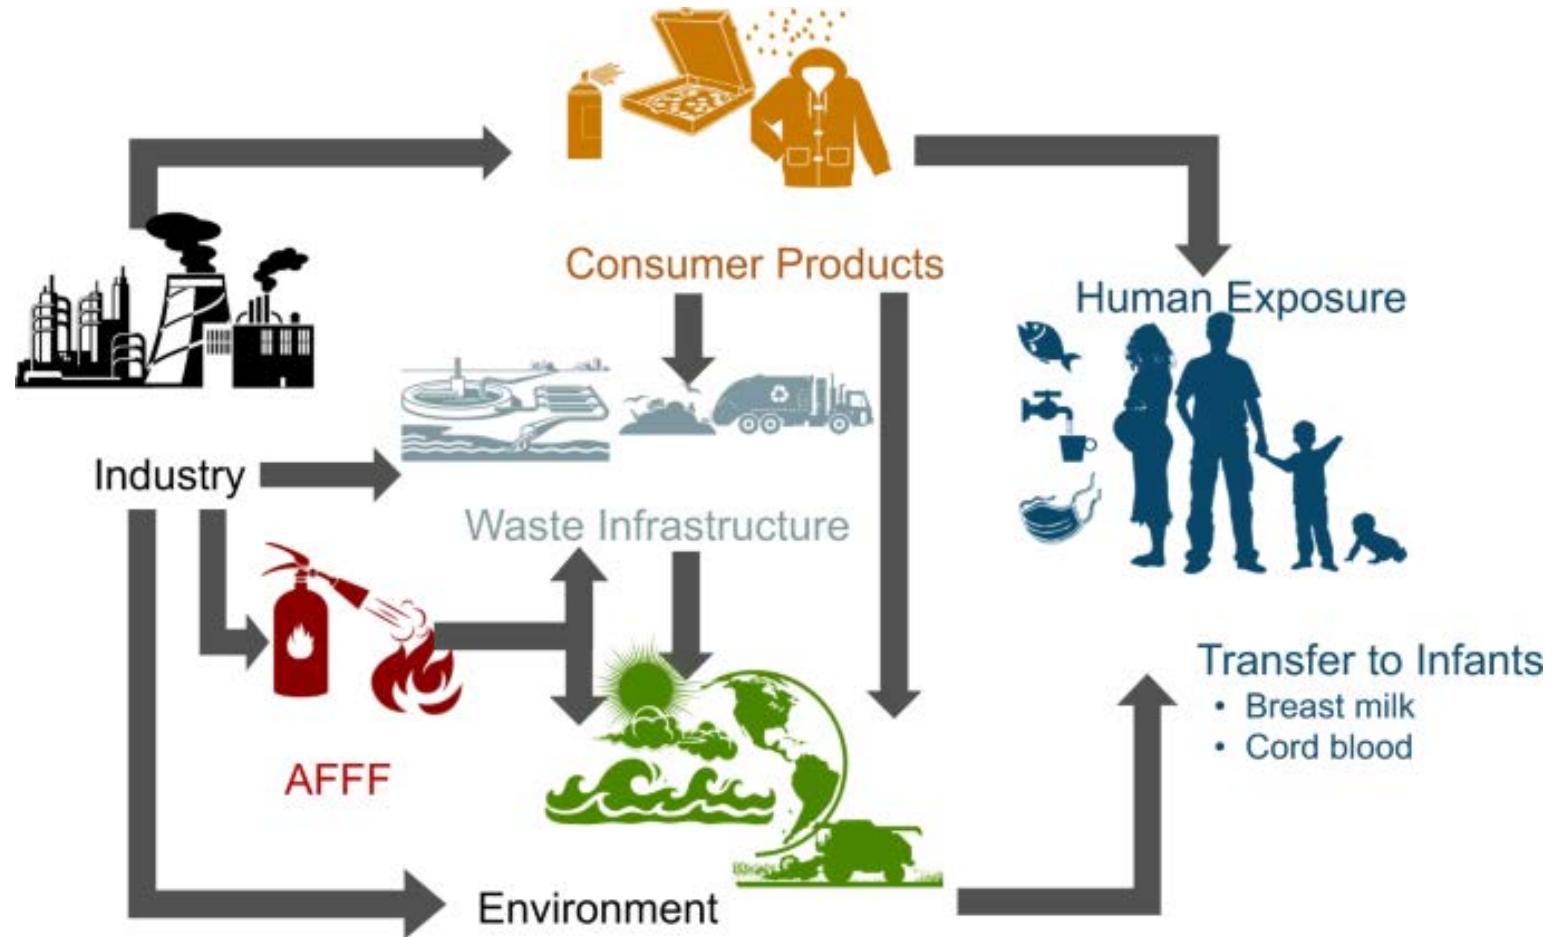 Consumer Products
Human Exposure
Industry
Waste Infrastructure
AFFF
Transfer to Infants
• Breast milk
• Cord blood
Environment